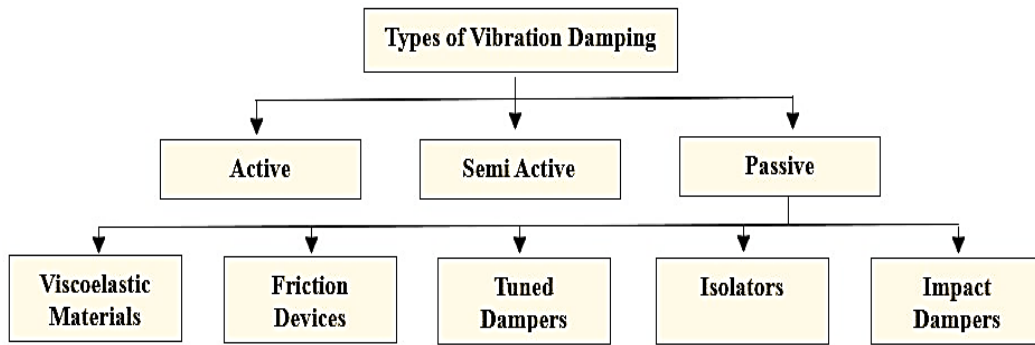 Types of Vibration Damping
Active
Semi Active
Passive
Viscoelastic
Materials
Friction
Devices
Tuned
Dampers
Isolators
Impact
Dampers